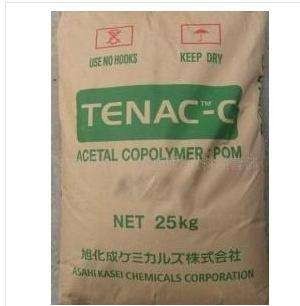 USE NO HOOKS
KEEP DRY
TENAC™-C
ACETAL COPOLYMER/POM
NET 25kg
旭化成ケミカルズ株式会社
ASAHI KASEI CHEMICALS CORPORATION